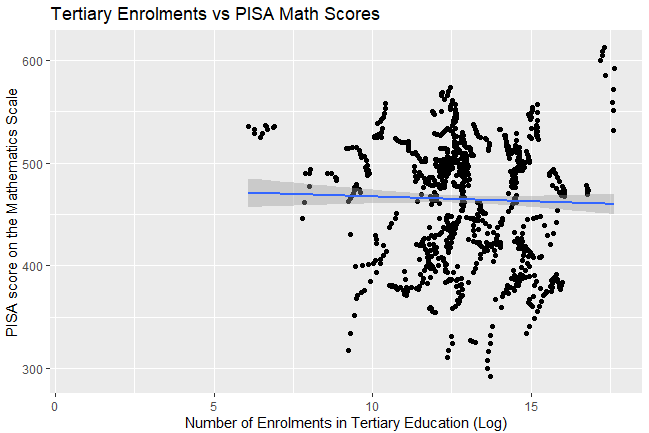 Tertiary Enrolments vs PISA Math Scores
PISA score on the Mathematics Scale
600
500
400
300
0
5
10
15
Number of Enrolments in Tertiary Education (Log)